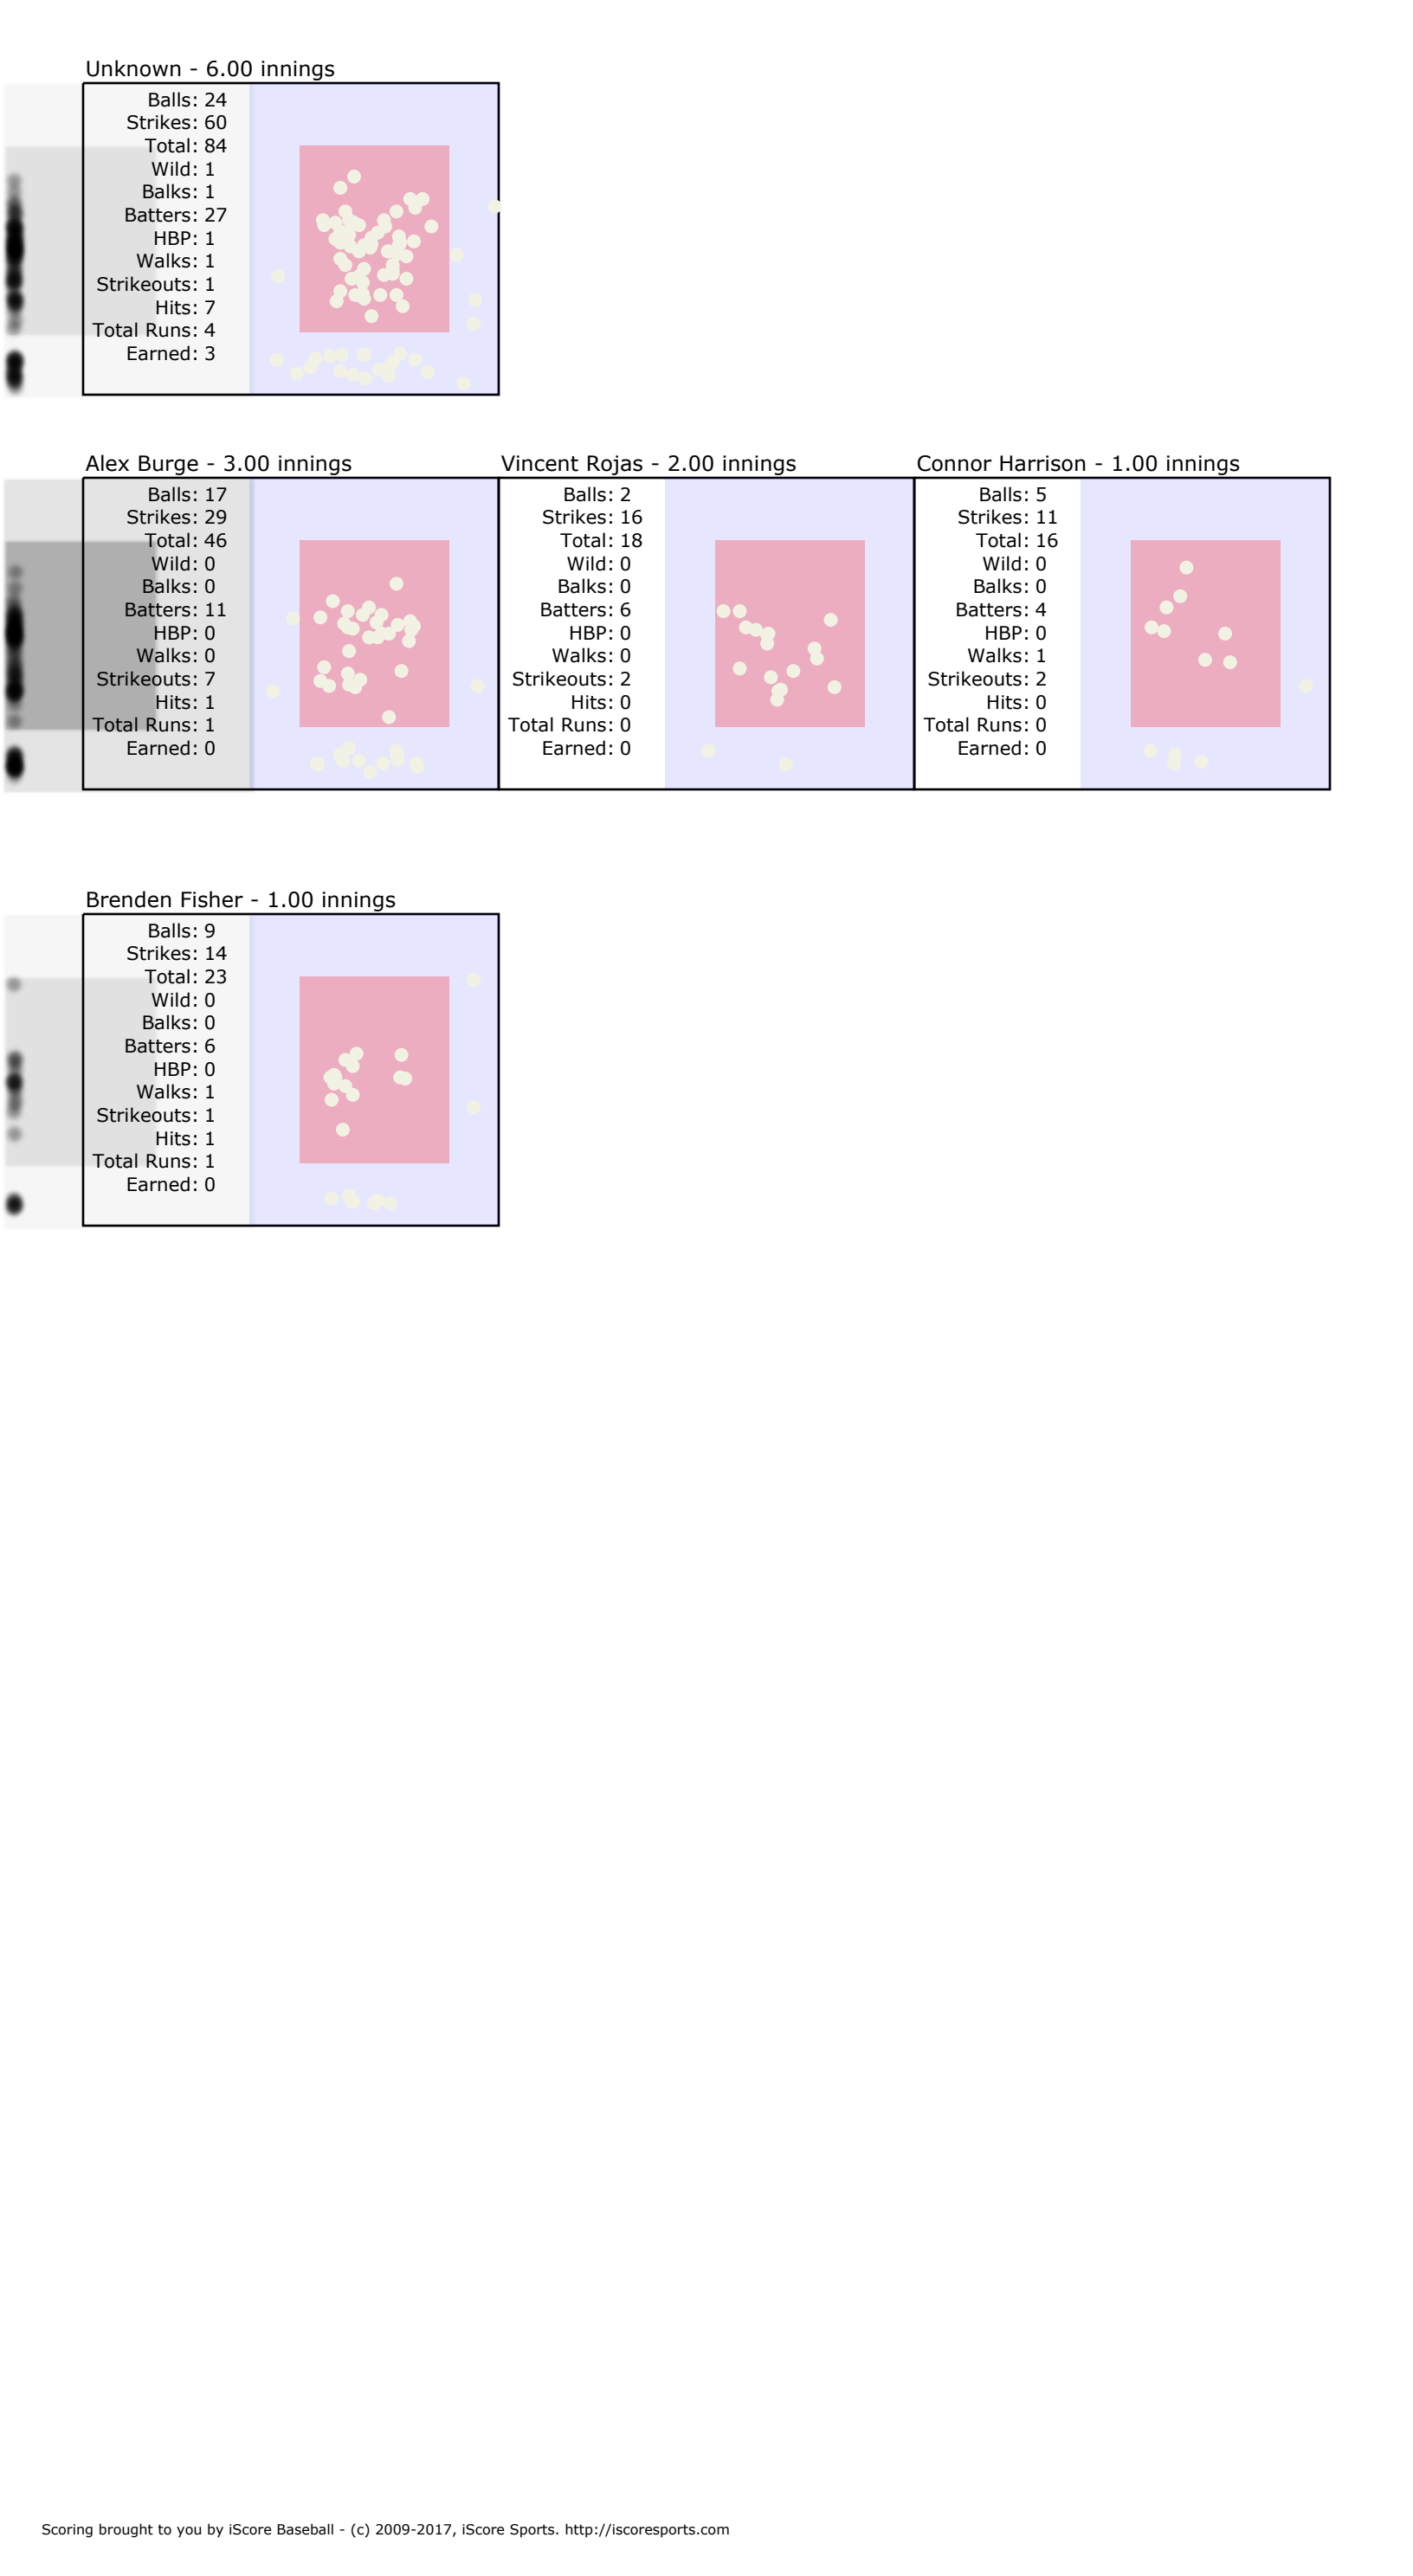 Unknown - 6.00 innings
Balls: 24
Strikes: 60
Total: 84
Wild: 1
Balks: 1
Batters: 27
HBP: 1
Walks: 1
Strikeouts: 1
Hits: 7
Total Runs: 4
Earned: 3
Alex Burge - 3.00 innings
Balls: 17
Strikes: 29
Total: 46
Wild: 0
Balks: 0
Batters: 11
HBP: 0
Walks: 0
Strikeouts: 7
Hits: 1
Total Runs: 1
Earned: 0
Vincent Rojas - 2.00 innings
Balls: 2
Strikes: 16
Total: 18
Wild: 0
Balks: 0
Batters: 6
HBP: 0
Walks: 0
Strikeouts: 2
Hits: 0
Total Runs: 0
Earned: 0
Connor Harrison - 1.00 innings
Balls: 5
Strikes: 11
Total: 16
Wild: 0
Balks: 0
Batters: 4
HBP: 0
Walks: 1
Strikeouts: 2
Hits: 0
Total Runs: 0
Earned: 0
Brenden Fisher - 1.00 innings
Balls: 9
Strikes: 14
Total: 23
Wild: 0
Balks: 0
Batters: 6
HBP: 0
Walks: 1
Strikeouts: 1
Hits: 1
Total Runs: 1
Earned: 0
Scoring brought to you by iScore Baseball - (c) 2009-2017, iScore Sports. http://iscoresports.com